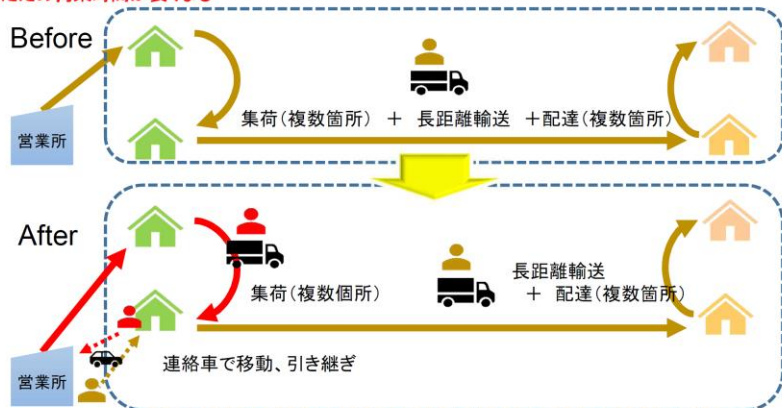 Before
営業所
集荷(複数箇所) + 長距離輸送 +配達(複数箇所)
After
集荷(複数個所)
長距離輸送
+ 配達(複数箇所)
営業所
連絡車で移動、引き継ぎ